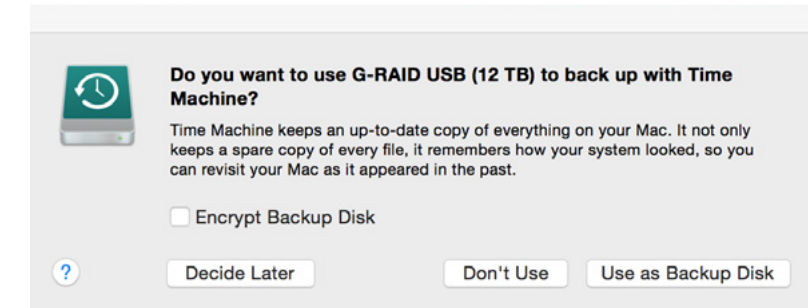 Do you want to use G-RAID USB (12 TB) to back up with Time
Machine?
Time Machine keeps an up-to-date copy of everything on your Mac. It not only
keeps a spare copy of every file, it remembers how your system looked, so you
can revisit your Mac as it appeared in the past.
Encrypt Backup Disk
? Decide Later Don't Use Use as Backup Disk